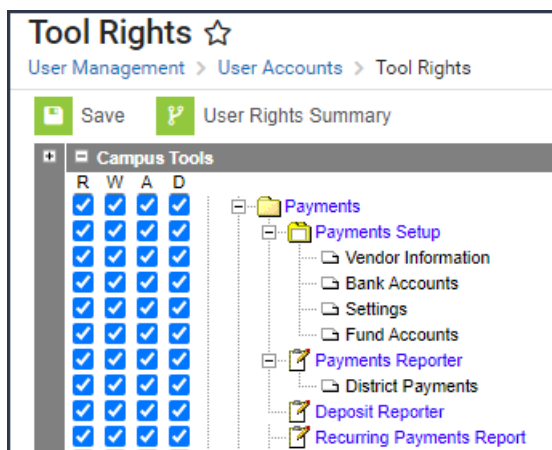 Tool Rights
User Management > User Accounts > Tool Rights
Save User Rights Summary
Campus Tools
R W A D
Payments
Payments Setup
Vendor Information
Bank Accounts
Settings
Fund Accounts
Payments Reporter
District Payments
Deposit Reporter
Recurring Payments Report